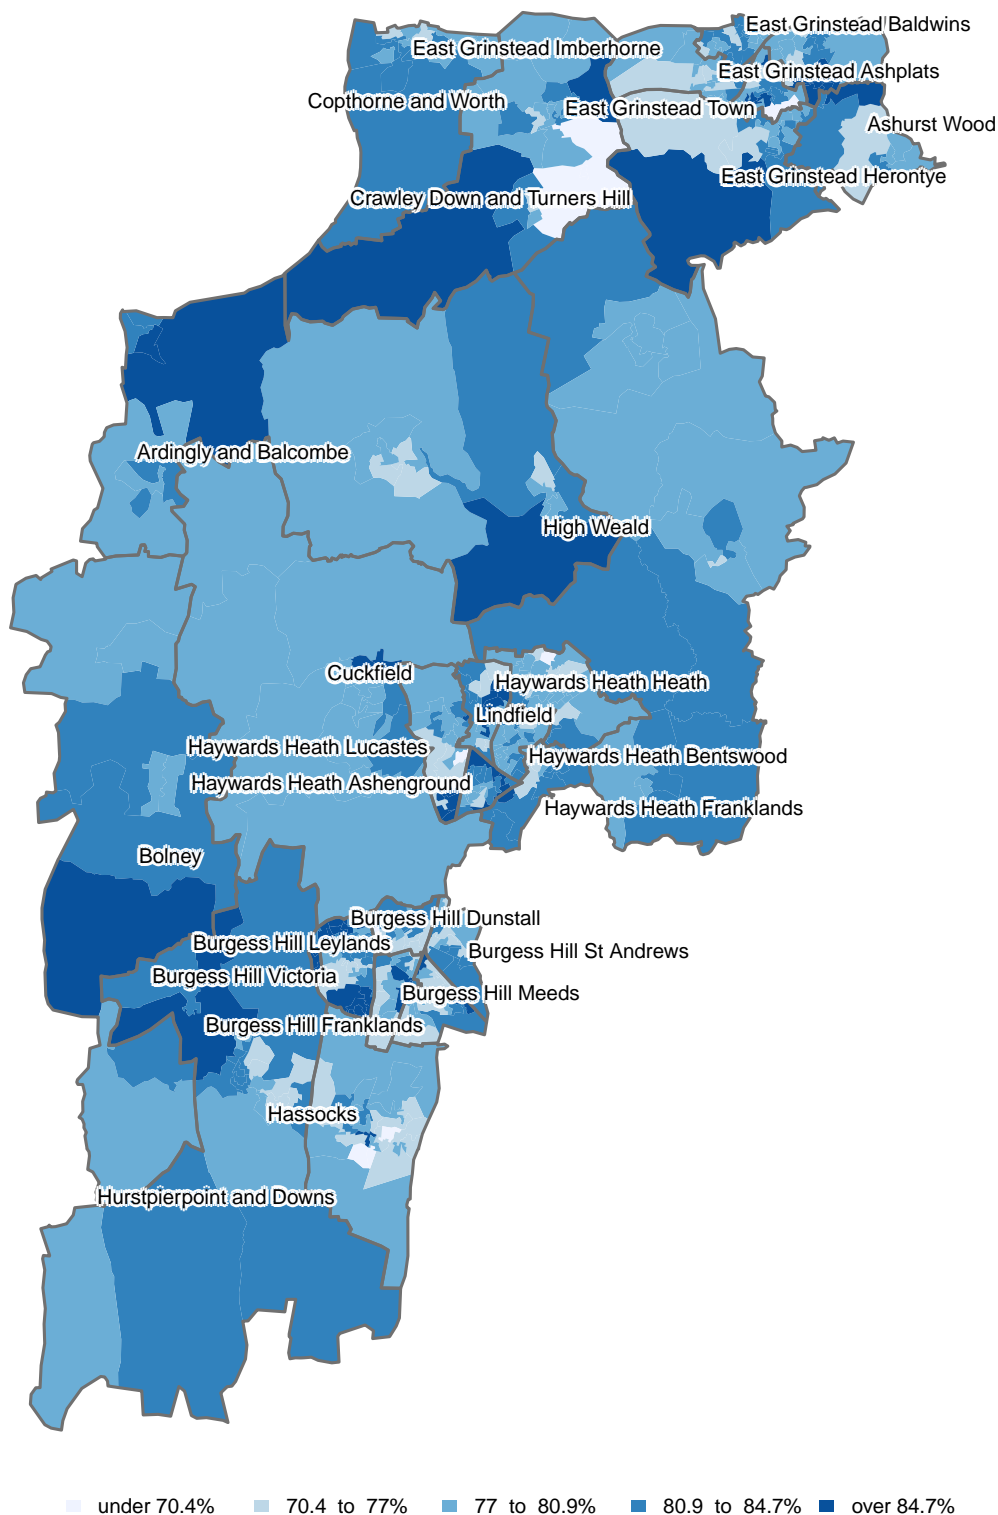 East Grinstead Baldwins
East Grinstead Imberhorne
East Grinstead Ashplats
Copthorne and Worth
East Grinstead Town
Ashurst Wood
East Grinstead Herontye
Crawley Down and Turners Hill
Ardingly and Balcombe
High Weald
Cuckfield
Haywards Heath Heath
Lindfield
Haywards Heath Lucastes
Haywards Heath Bentswood
Haywards Heath Ashenground
Haywards Heath Franklands
Bolney
Burgess Hill Dunstall
Burgess Hill Leylands
Burgess Hill St Andrews
Burgess Hill Victoria
Burgess Hill Meeds
Burgess Hill Franklands
Hassocks
Hurstpierpoint and Downs
under 70.4% 70.4 to 77% 77 to 80.9% 80.9 to 84.7% over 84.7%